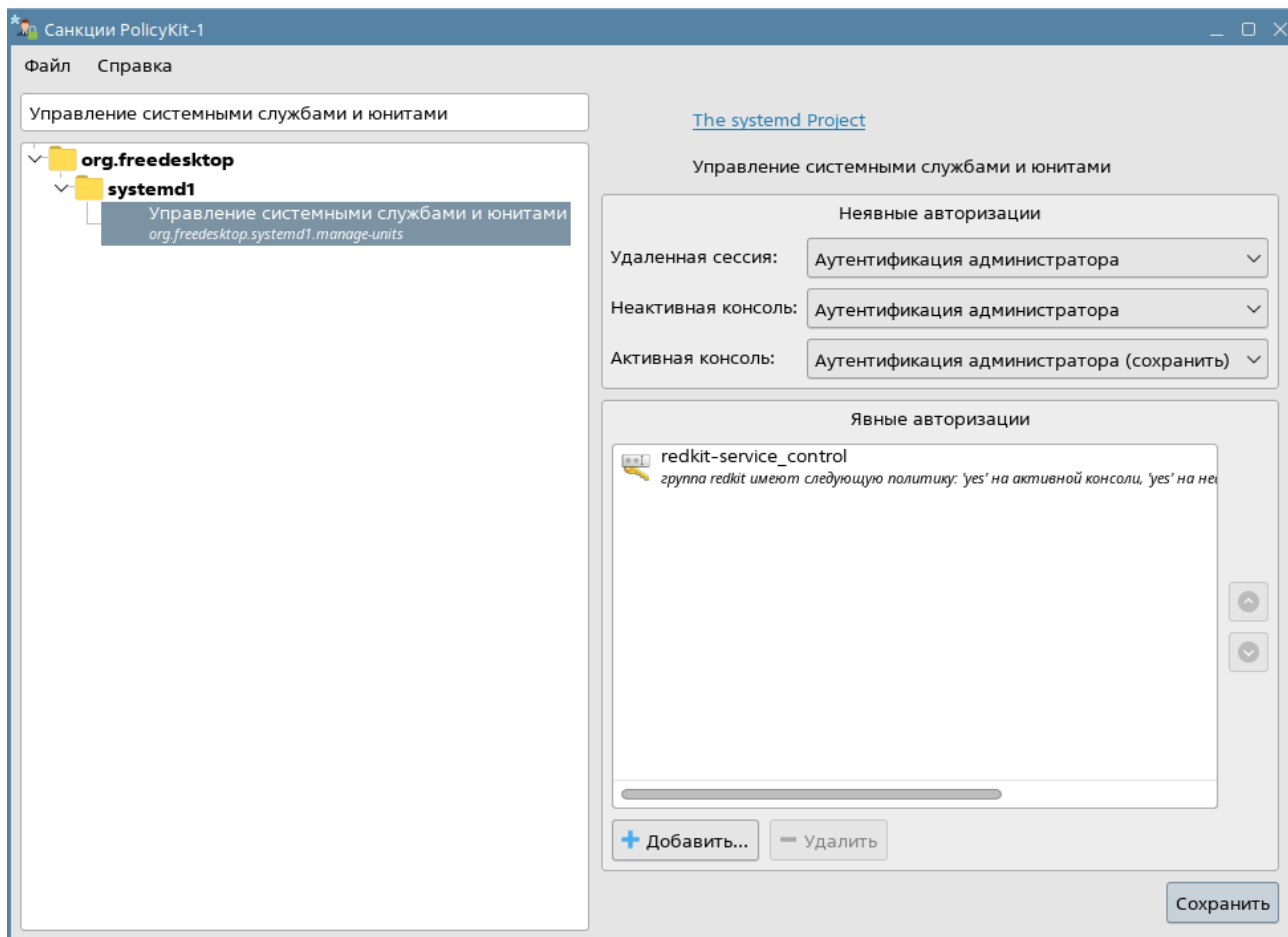 Санкции PolicyKit-1
Файл Справка
Управление системными службами и юнитами
org.freedesktop
systemd1
Управление системными службами и юнитами
org.freedesktop.systemd1.manage-units
The systemd Project
Управление системными службами и юнитами
Неявные авторизации
Удаленная сессия: Аутентификация администратора
Неактивная консоль: Аутентификация администратора
Активная консоль: Аутентификация администратора (сохранить)
Явные авторизации
redkit-service_control
группа redkit имеют следующую политику: 'yes' на активной консоли, 'yes' на
Добавить... Удалить
Сохранить